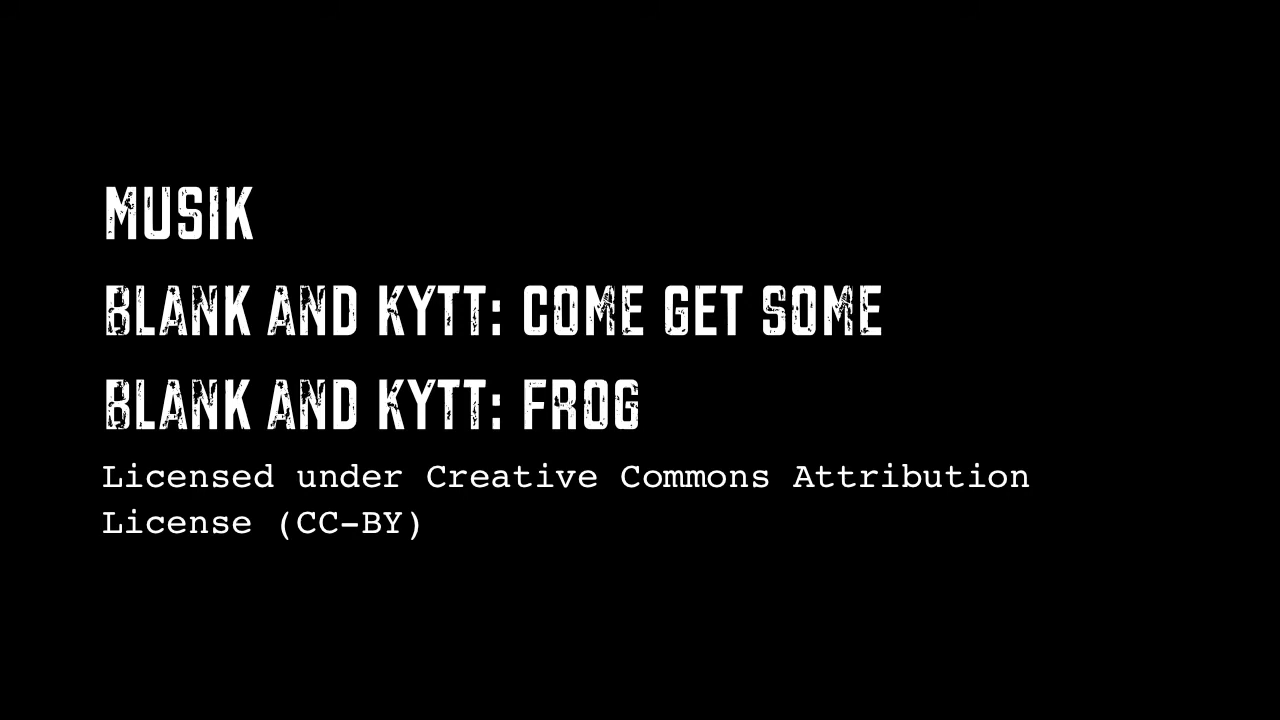 MUSIK
BLANK AND KYTT: COME GET SOME
BLANK AND KYTT: FROG
Licensed under Creative Commons Attribution
License (CC-BY)